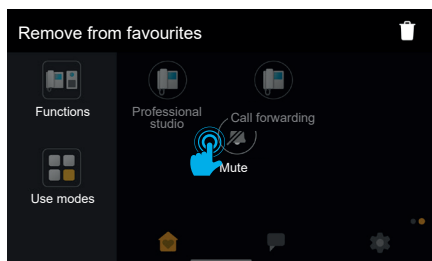 Remove from favourites
Functions
Professional
studio
Call forwarding
Mute
Use modes